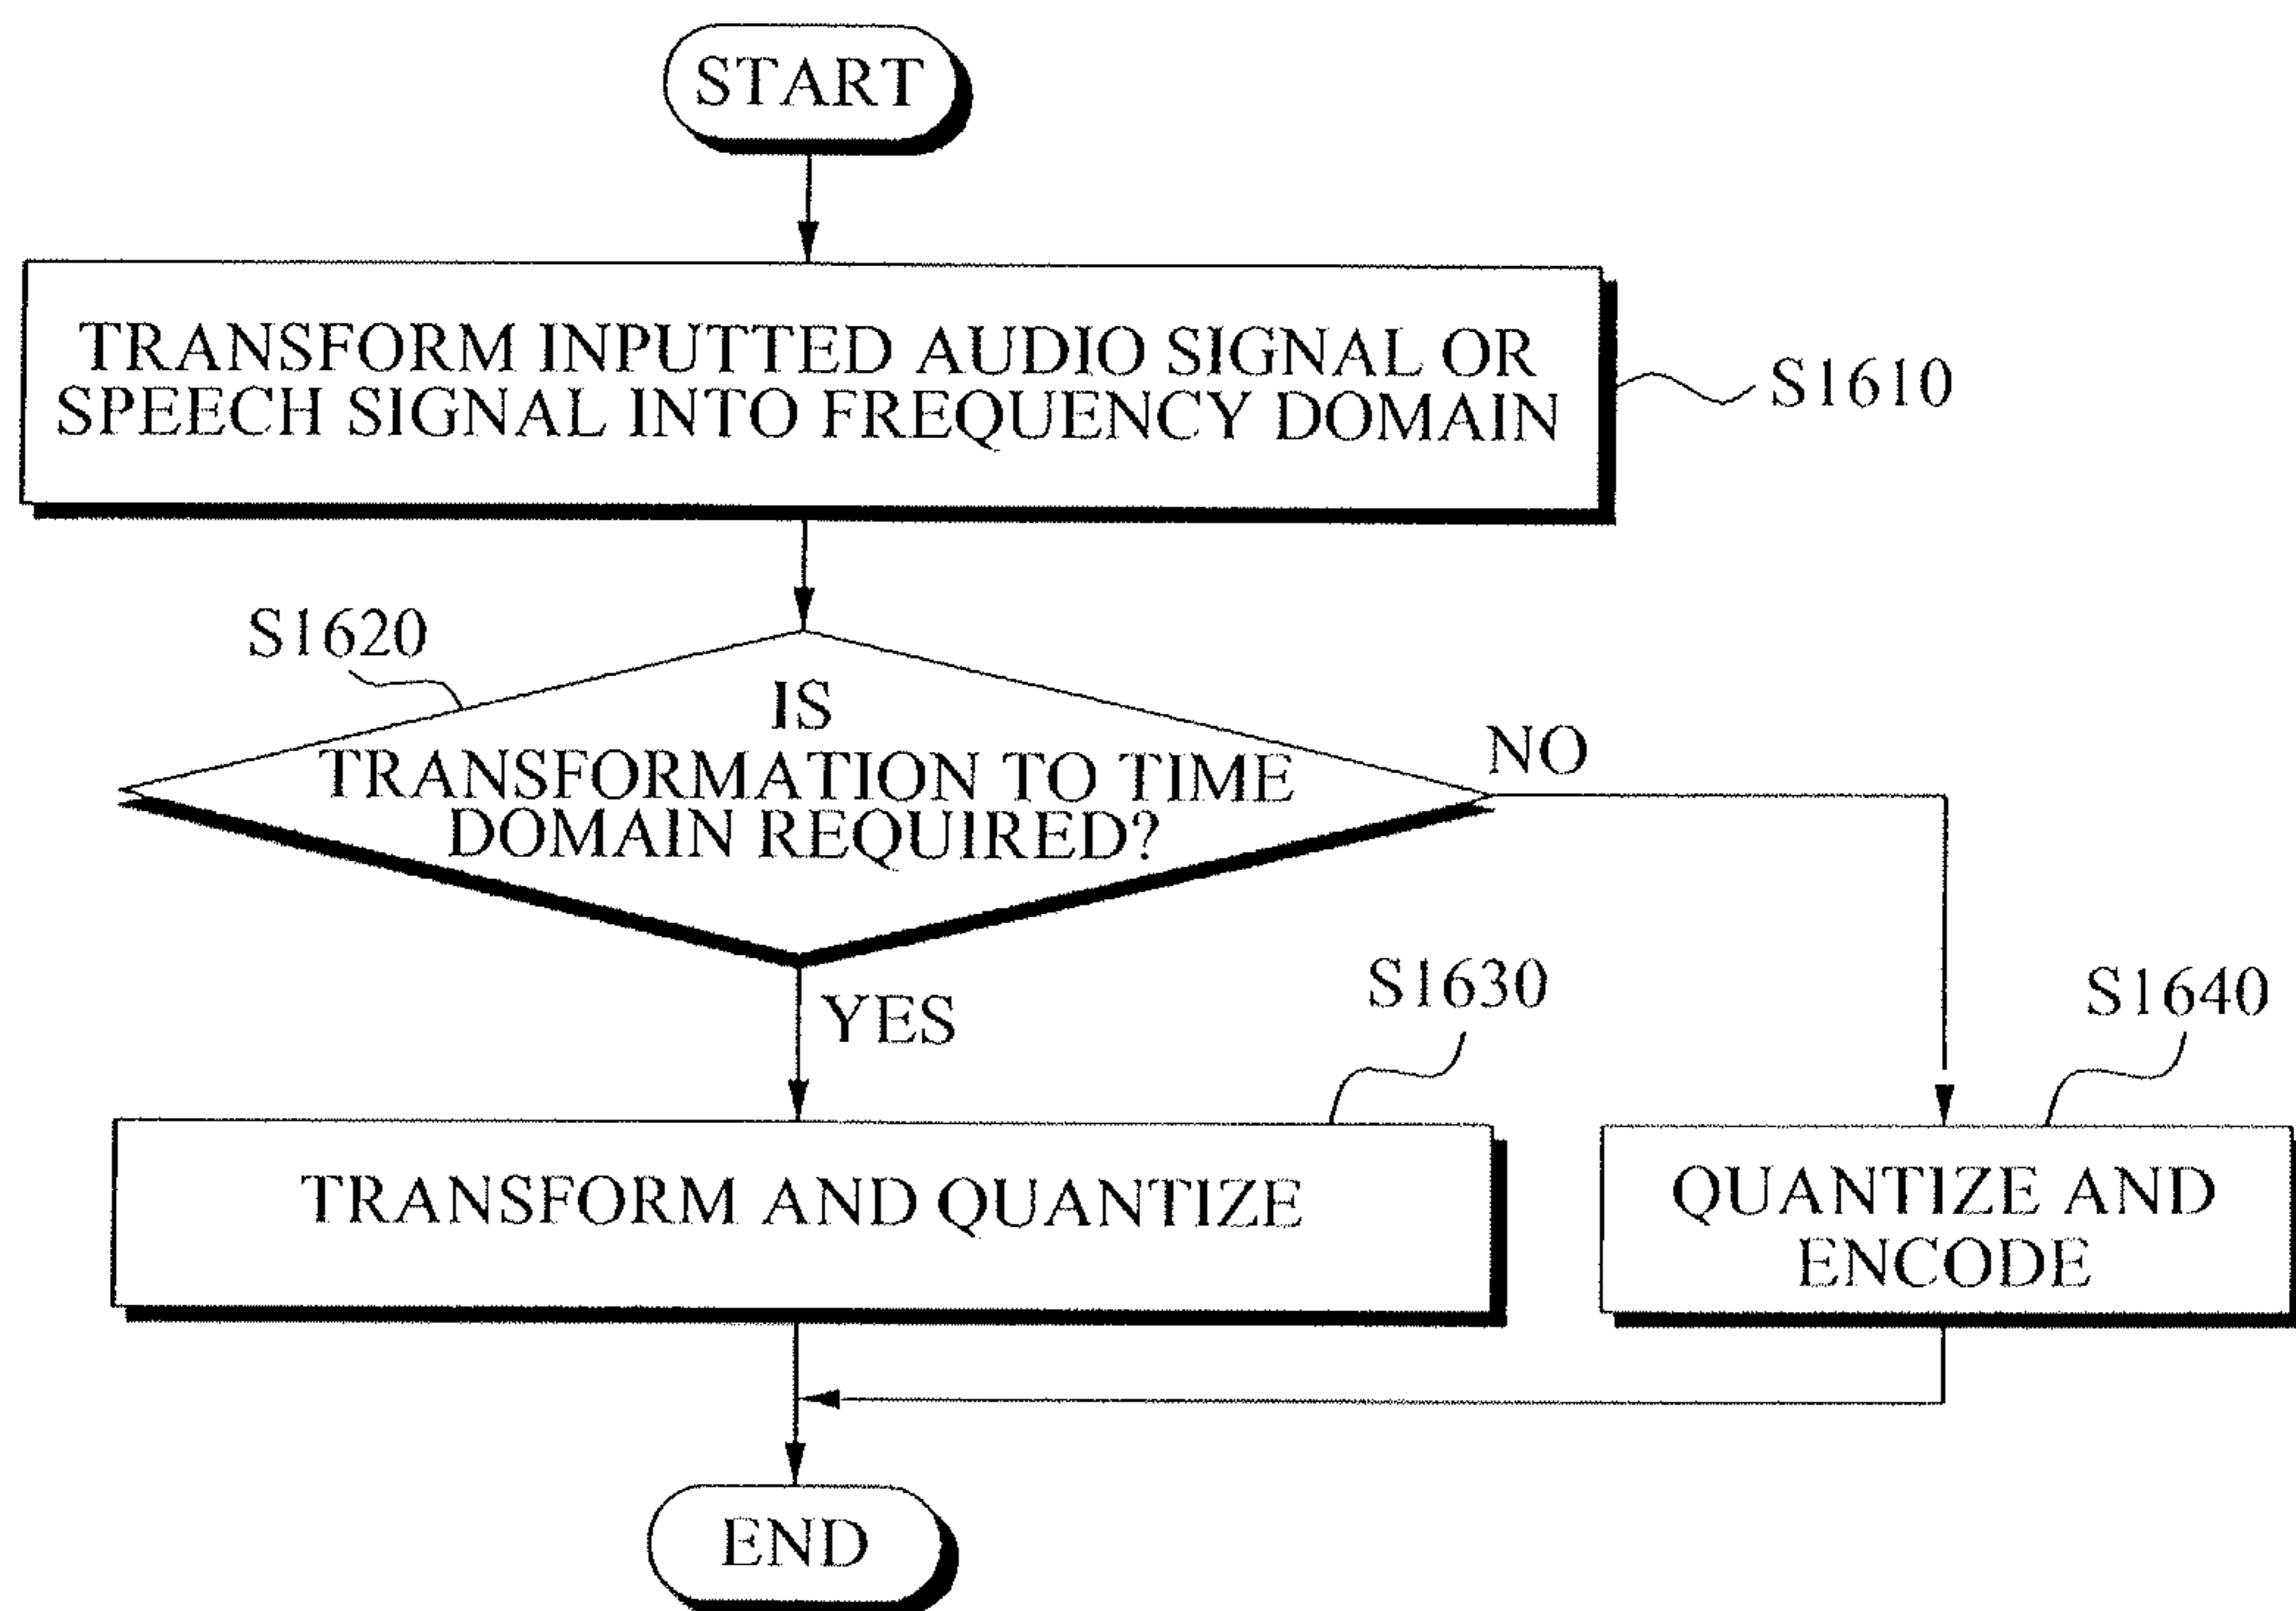 START
TRANSFORM INPUTTED AUDIO SIGNAL OR
SPEECH SIGNAL INTO FREQUENCY DOMAIN
S1610
S1620
IS
TRANSFORMATION TO TIME
DOMAIN REQUIRED?
NO
YES
S1630
S1640
TRANSFORM AND QUANTIZE
QUANTIZE AND
ENCODE
END